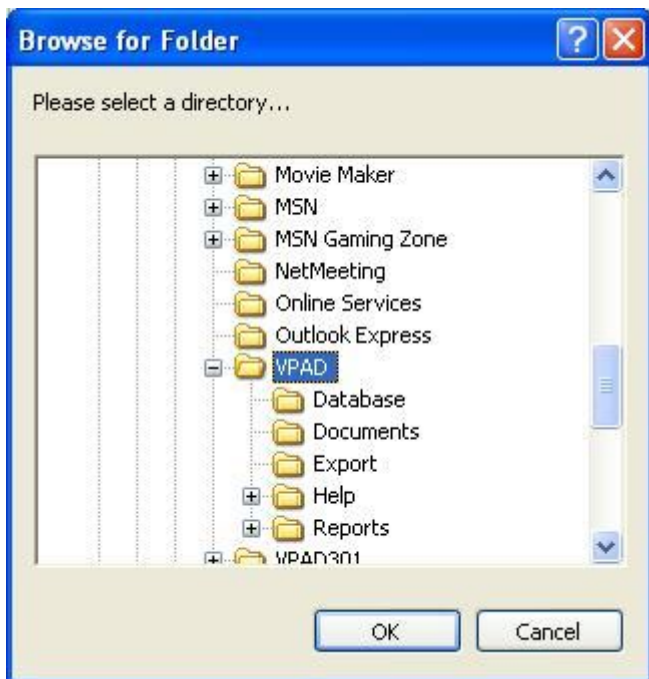 Browse for Folder
Please select a directory...
Movie Maker
MSN
MSN Gaming Zone
NetMeeting
Online Services
Outlook Express
VPAD
Database
Documents
Export
Help
Reports
VPAD301
OK Cancel